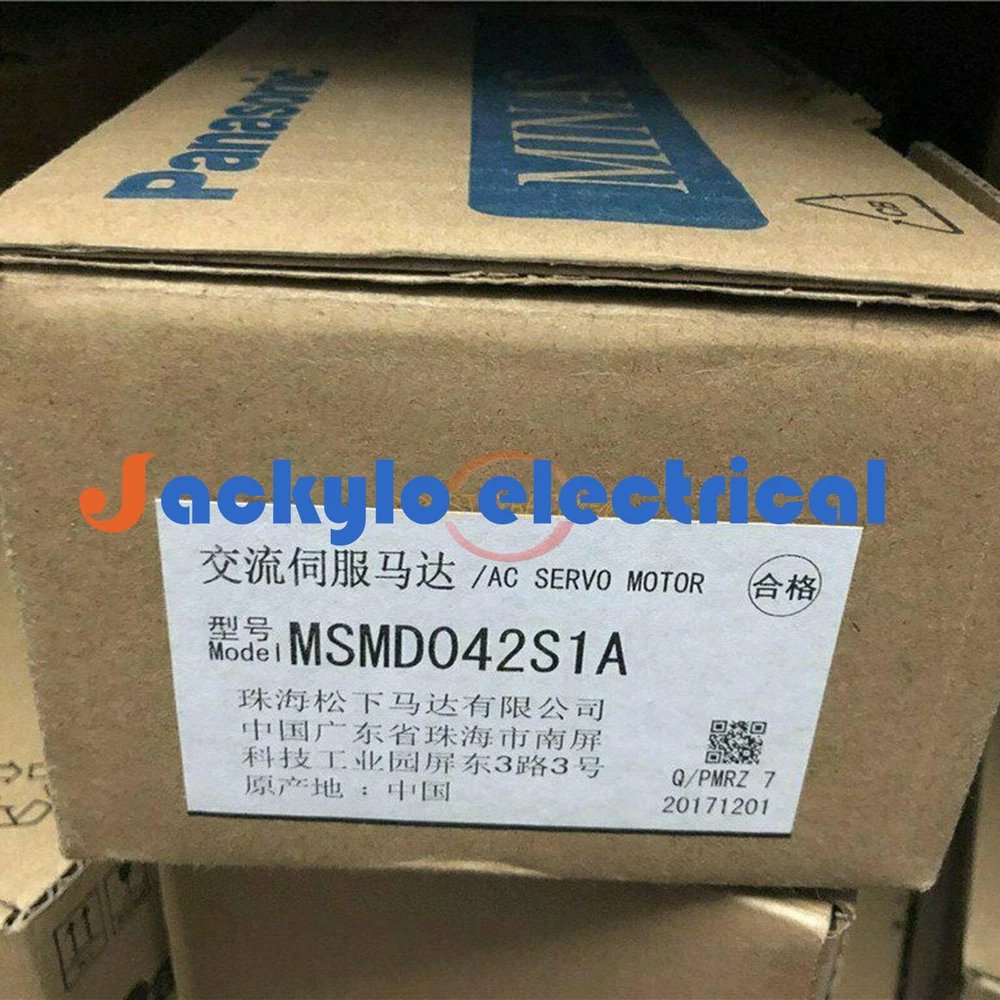 Panasonic
MINAS
Jackylo electrical
交流伺服马达 /AC SERVO MOTOR
合格
型号
Model MSMD042S1A
珠海松下马达有限公司
中国广东省珠海市南屏
科技工业园屏东3路3号
原产地：中国
Q/PMRZ 7
20171201